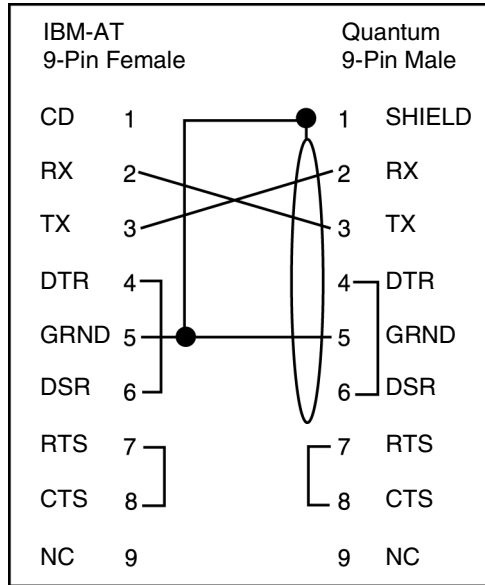 IBM-AT Quantum
9-Pin Female 9-Pin Male
CD 1 1 SHIELD
RX 2 2 RX
TX 3 3 TX
DTR 4 4 DTR
GRND 5 5 GRND
DSR 6 6 DSR
RTS 7 7 RTS
CTS 8 8 CTS
NC 9 9 NC